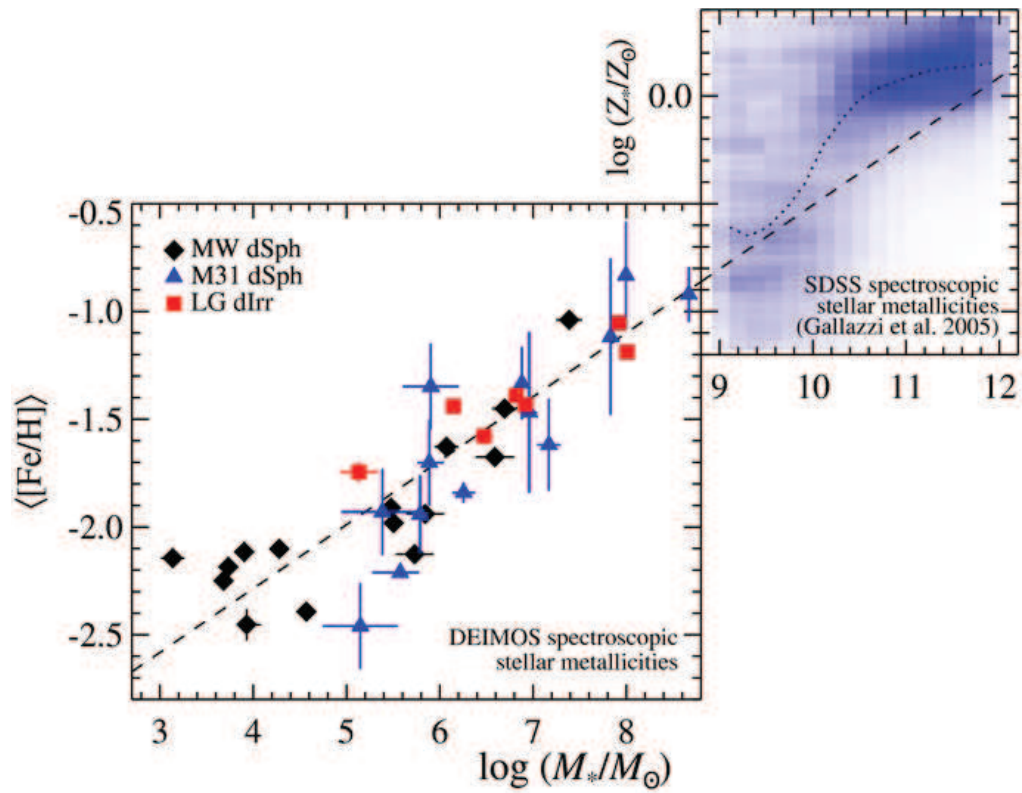 log (Z*/Z☉)
0.0
SDSS spectroscopic
stellar metallicities
(Gallazzi et al. 2005)
9 10 11 12
-0.5
-1.0
-1.5
-2.0
-2.5
⟨[Fe/H]⟩
MW dSph
M31 dSph
LG dIrr
DEIMOS spectroscopic
stellar metallicities
3 4 5 6 7 8
log (M*/M☉)